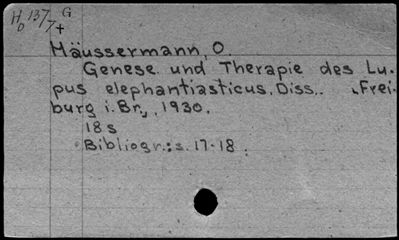 H 137 G
D 7+
Häussermann, O.
Genese und Therapie des Lu-
pus elephantiasticus. Diss.. Frei-
burg i. Br., 1930.
18 s
Bibliogr.: s. 17-18